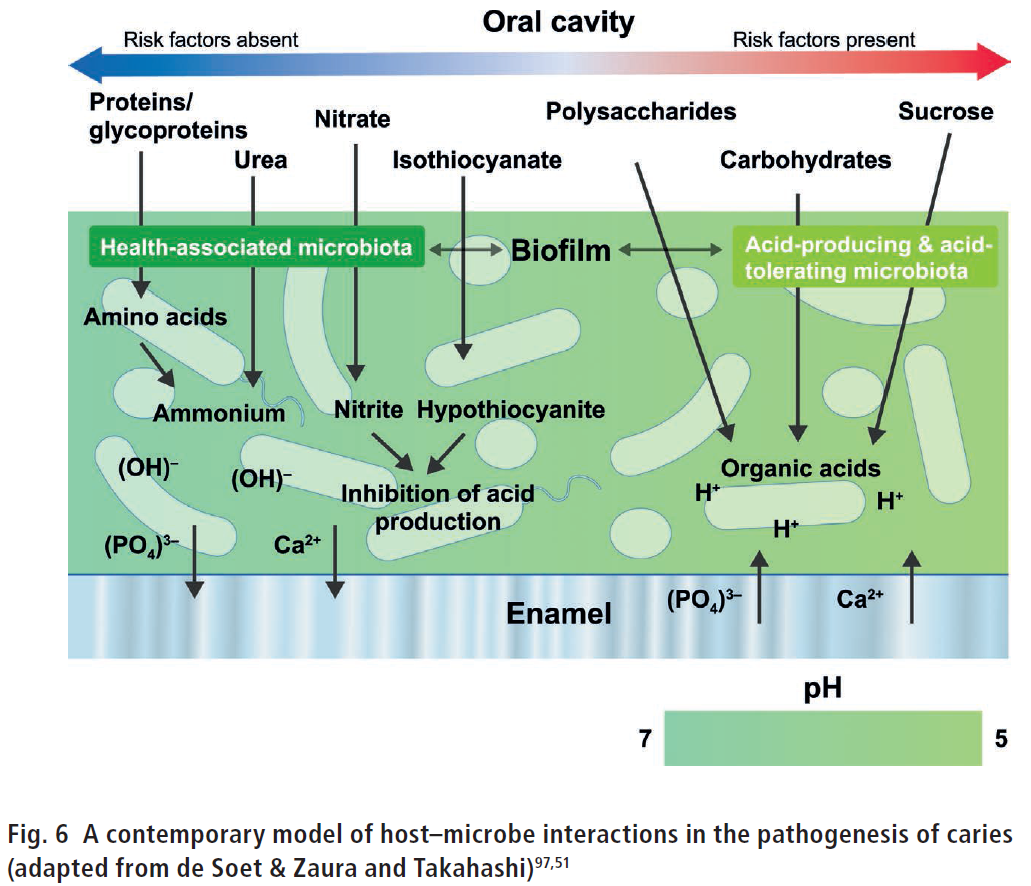 Oral cavity
Risk factors absent
Risk factors present
Proteins/
glycoproteins
Urea
Nitrate
Isothiocyanate
Polysaccharides
Carbohydrates
Sucrose
Health-associated microbiota
Biofilm
Acid-producing & acid-
tolerating microbiota
Amino acids
Ammonium
Nitrite
Hypothiocyanite
(OH)⁻
(OH)⁻
Inhibition of acid
production
Organic acids
H⁺
H⁺
H⁺
(PO₄)³⁻
Ca²⁺
Enamel
(PO₄)³⁻
Ca²⁺
pH
7
5
Fig. 6 A contemporary model of host–microbe interactions in the pathogenesis of caries
(adapted from de Soet & Zaura and Takahashi)⁹⁷,⁵¹